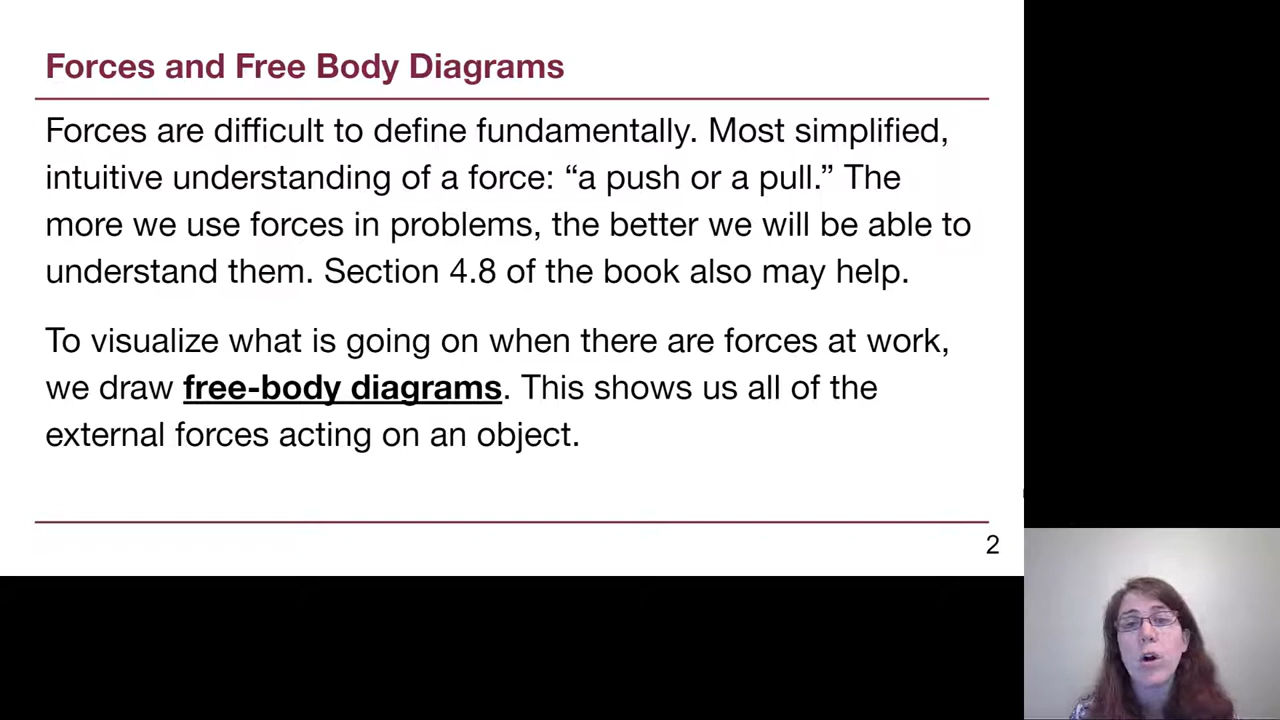 Forces and Free Body Diagrams
Forces are difficult to define fundamentally. Most simplified,
intuitive understanding of a force: “a push or a pull.” The
more we use forces in problems, the better we will be able to
understand them. Section 4.8 of the book also may help.
To visualize what is going on when there are forces at work,
we draw free-body diagrams. This shows us all of the
external forces acting on an object.
2